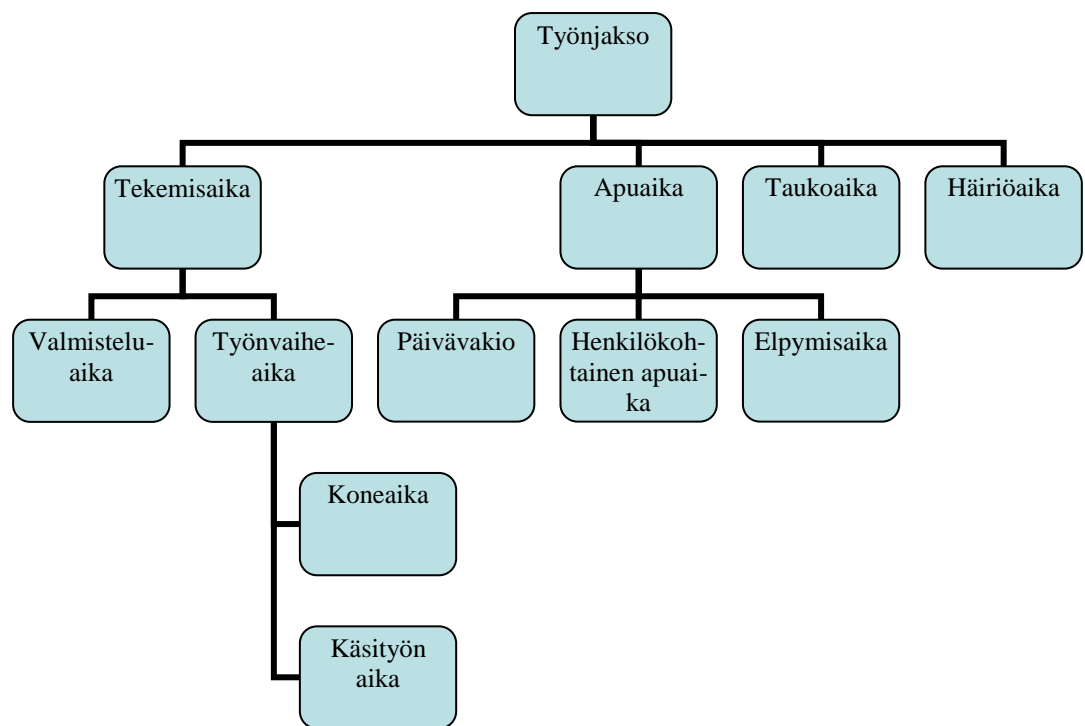 Työnjakso
Tekemisaika
Apuaika
Taukoaika
Häiriöaika
Valmistelu-
aika
Työnvaihe-
aika
Päivävakio
Henkilökoh-
tainen apuai-
ka
Elpymisaika
Koneaika
Käsityön
aika